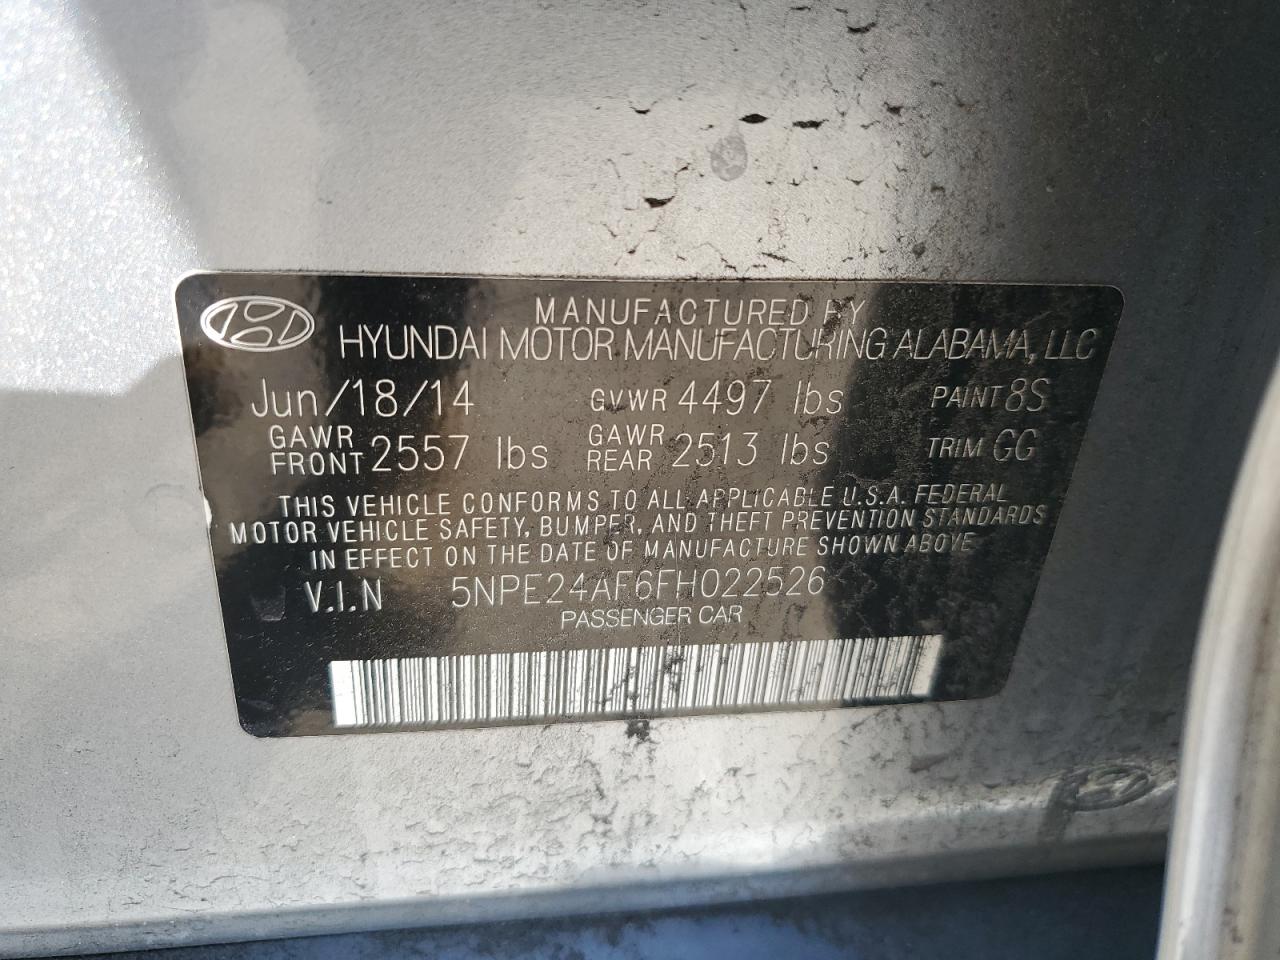 MANUFACTURED BY
HYUNDAI MOTOR MANUFACTURING ALABAMA, LLC
Jun/18/14 GVWR 4497 lbs PAINT 8S
GAWR FRONT 2557 lbs GAWR REAR 2513 lbs TRIM GG
THIS VEHICLE CONFORMS TO ALL APPLICABLE U.S.A. FEDERAL
MOTOR VEHICLE SAFETY, BUMPER, AND THEFT PREVENTION STANDARDS
IN EFFECT ON THE DATE OF MANUFACTURE SHOWN ABOVE
V.I.N 5NPE24AF6FH022526
PASSENGER CAR